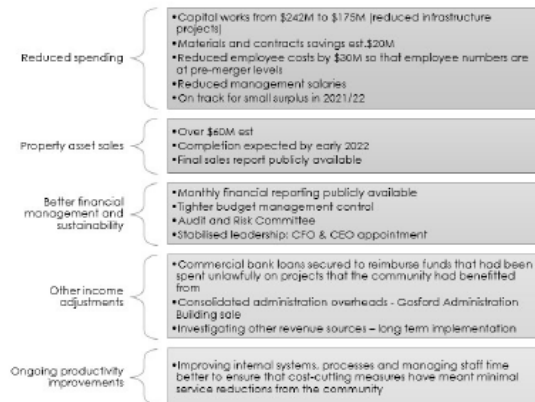 Reduced spending
•Capital works from $242M to $175M (reduced infrastructure
projects)
•Materials and contracts savings est.$20M
•Reduced employee costs by $30M so that employee numbers are
at pre-merger levels
•Reduced management salaries
•On track for small surplus in 2021/22
Property asset sales
•Over $60M est
•Completion expected by early 2022
•Final sales report publicly available
Better financial
management and
sustainability
•Monthly financial reporting publicly available
•Tighter budget management control
•Audit and Risk Committee
•Stabilised leadership: CFO & CEO appointment
Other income
adjustments
•Commercial bank loans secured to reimburse funds that had been
spent unlawfully on projects that the community had benefitted
from
•Consolidated administration overheads - Gosford Administration
Building sale
•Investigating other revenue sources – long term implementation
Ongoing productivity
improvements
•Improving internal systems, processes and managing staff time
better to ensure that cost-cutting measures have meant minimal
service reductions from the community